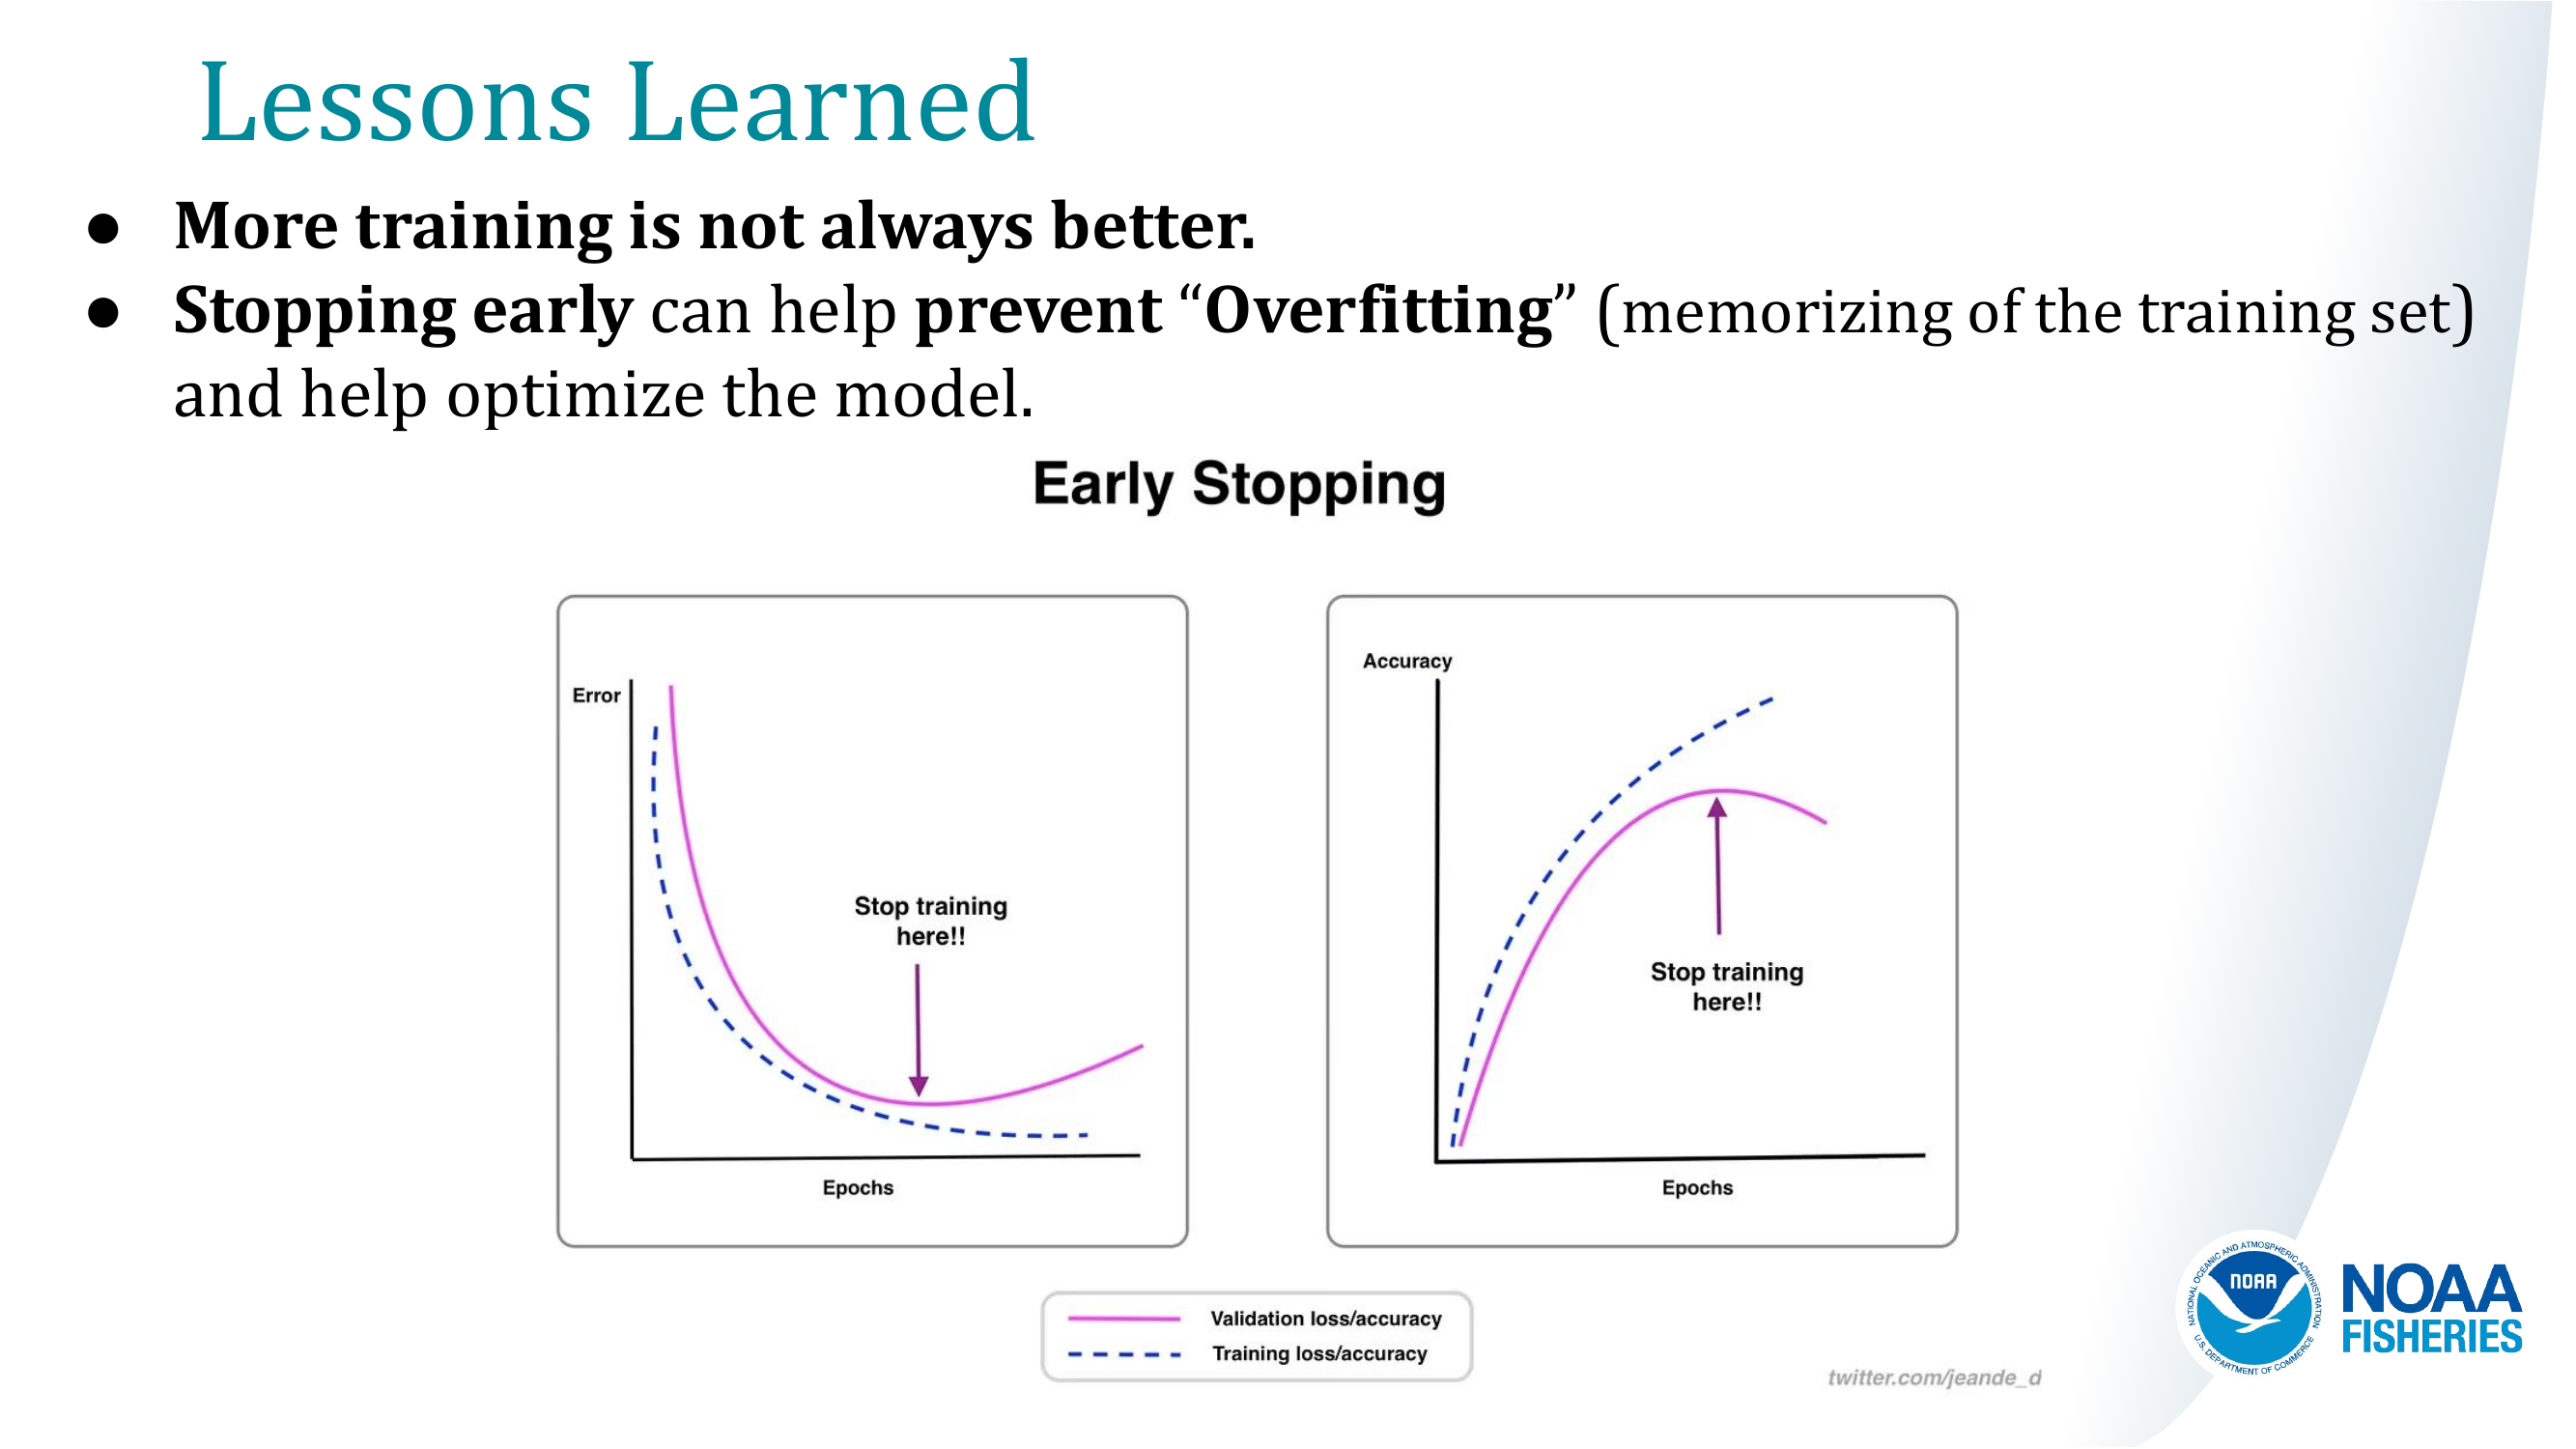 Lessons Learned
● More training is not always better.
● Stopping early can help prevent “Overfitting” (memorizing of the training set)
and help optimize the model.
Early Stopping
Error
Stop training
here!!
Epochs
Accuracy
Stop training
here!!
Epochs
Validation loss/accuracy
Training loss/accuracy
twitter.com/jeande_d
NATIONAL OCEANIC AND ATMOSPHERIC ADMINISTRATION
U.S. DEPARTMENT OF COMMERCE
NOAA
NOAA
FISHERIES